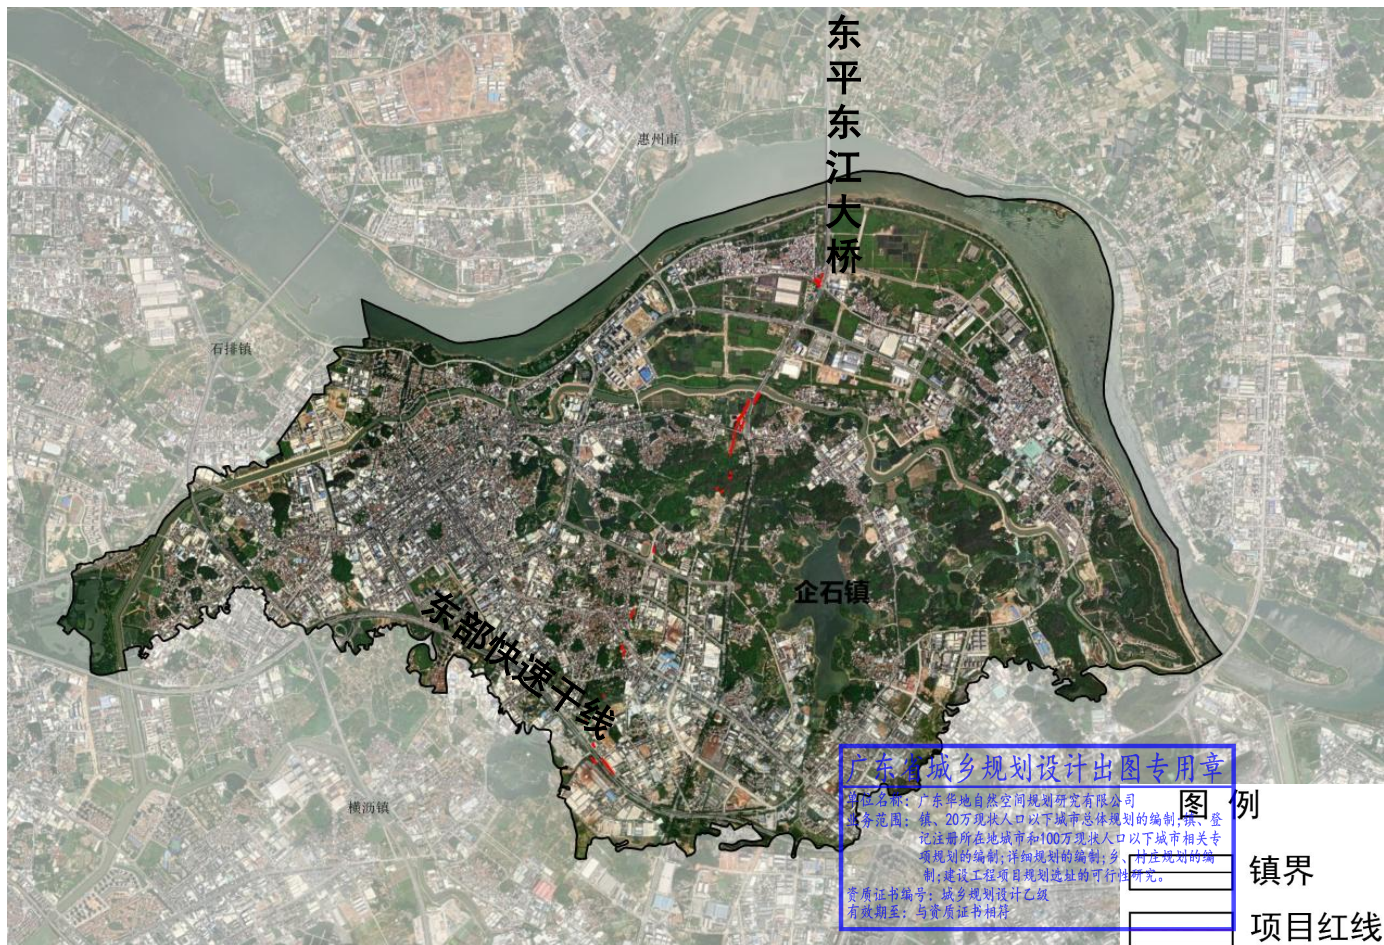 东平东江大桥
惠州市
石排镇
企石镇
东部快速干线
横沥镇
广东省城乡规划设计出图专用章
单位名称：广东华地自然空间规划研究有限公司
业务范围：镇、20万现状人口以下城市总体规划的编制;镇、登
记注册所在地城市和100万现状人口以下城市相关专
项规划的编制;详细规划的编制;乡、村庄规划的编
制;建设工程项目规划选址的可行性研究。
资质证书编号：城乡规划设计乙级
有效期至：与资质证书相符
图 例
镇界
项目红线